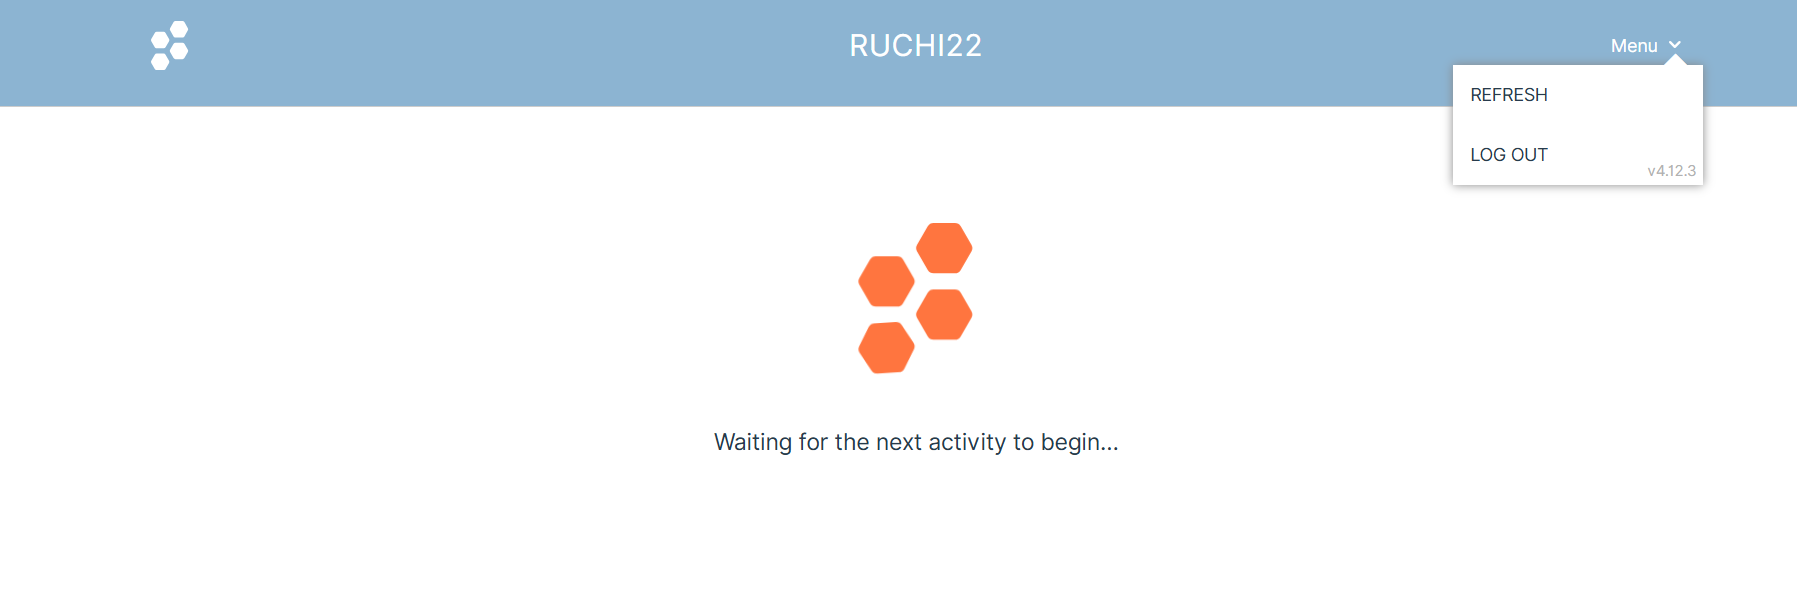 RUCHI22
Menu
REFRESH
LOG OUT
v4.12.3
Waiting for the next activity to begin...